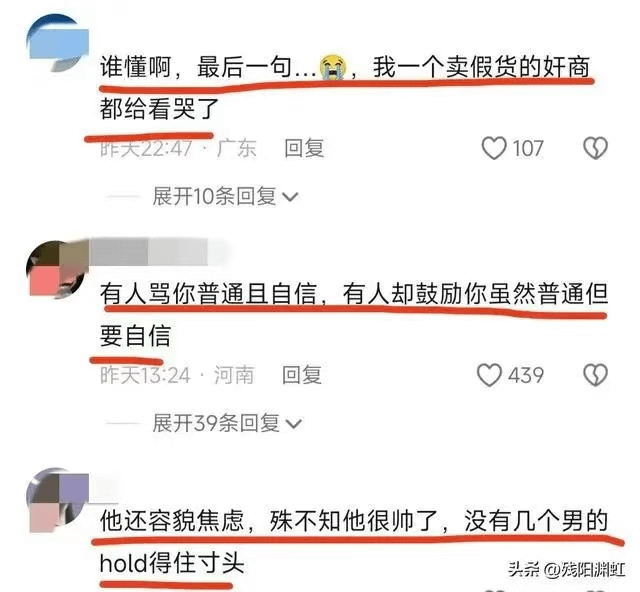 谁懂啊，最后一句...😭，我一个卖假货的奸商
都给看哭了
昨天22:47 · 广东 回复 107
展开10条回复
有人骂你普通且自信，有人却鼓励你虽然普通但
要自信
昨天13:24 · 河南 回复 439
展开39条回复
他还容貌焦虑，殊不知他很帅了，没有几个男的
hold得住寸头
头条 @残阳渊虹